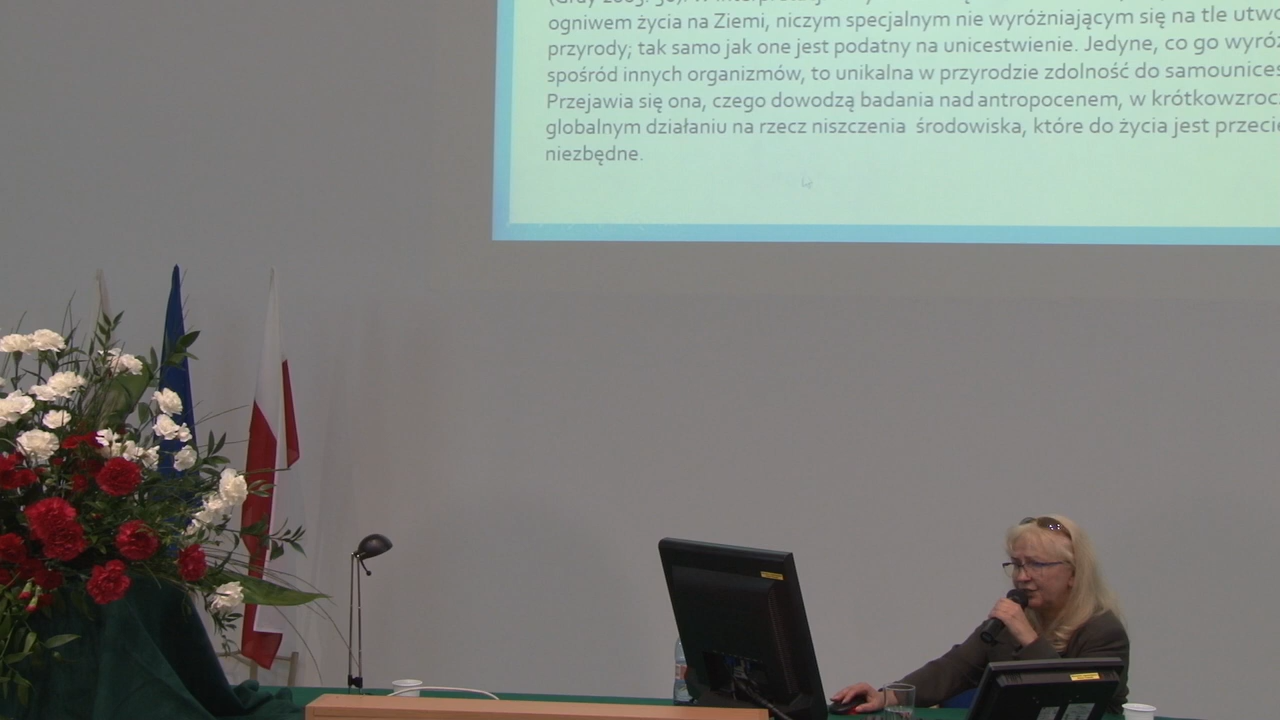 ogniwem życia na Ziemi, niczym specjalnym nie wyróżniającym się na tle
przyrody; tak samo jak one jest podatny na unicestwienie. Jedyne, co go
spośród innych organizmów, to unikalna w przyrodzie zdolność do
Przejawia się ona, czego dowodzą badania nad antropocenem, w
globalnym działaniu na rzecz niszczenia środowiska, które do życia jest
niezbędne.